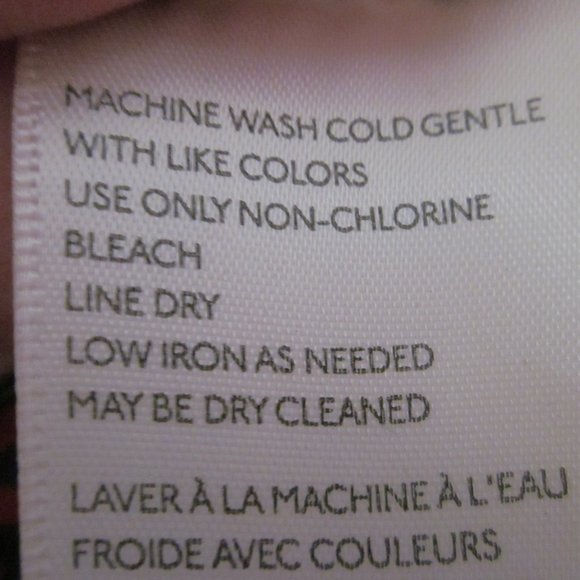 MACHINE WASH COLD GENTLE
WITH LIKE COLORS
USE ONLY NON-CHLORINE
BLEACH
LINE DRY
LOW IRON AS NEEDED
MAY BE DRY CLEANED
LAVER À LA MACHINE À L'EAU
FROIDE AVEC COULEURS